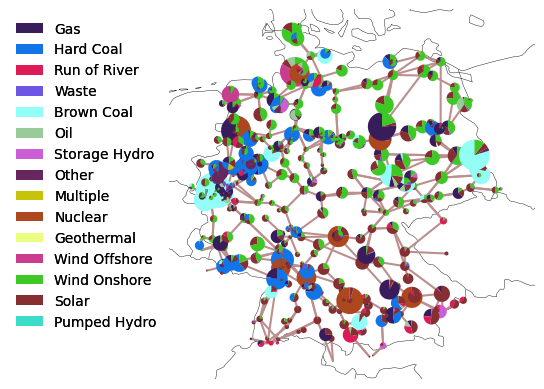 Gas
Hard Coal
Run of River
Waste
Brown Coal
Oil
Storage Hydro
Other
Multiple
Nuclear
Geothermal
Wind Offshore
Wind Onshore
Solar
Pumped Hydro